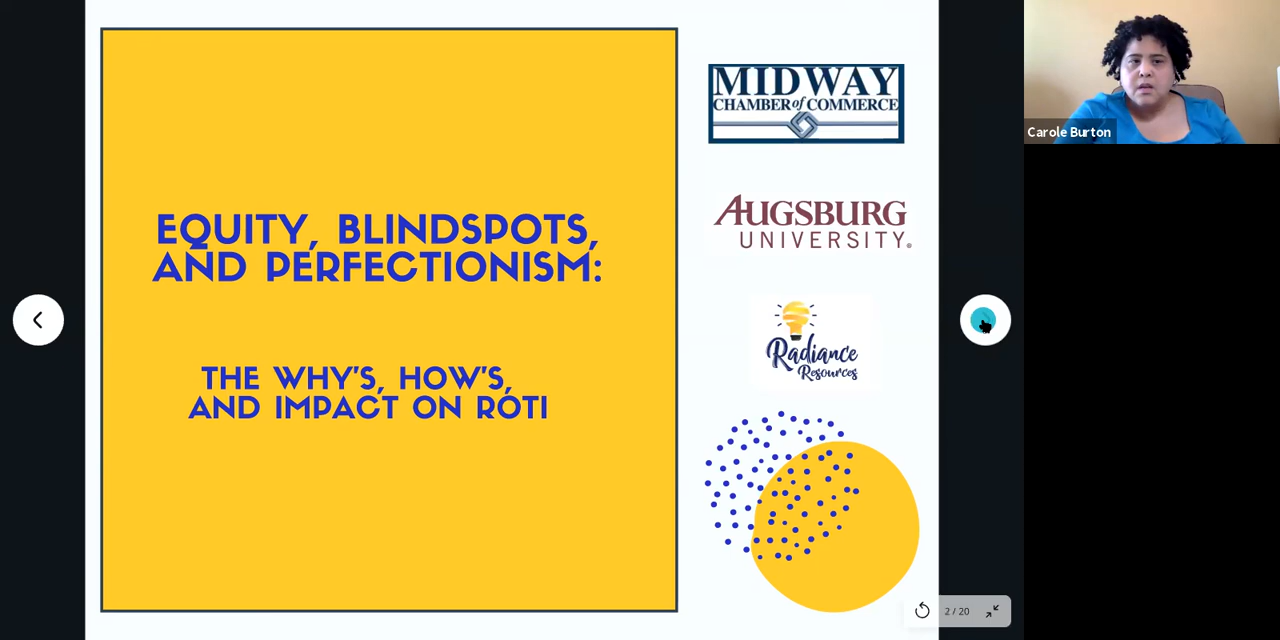 EQUITY, BLINDSPOTS,
AND PERFECTIONISM:
THE WHY'S, HOW'S,
AND IMPACT ON ROTI
MIDWAY
CHAMBER of COMMERCE
AUGSBURG
UNIVERSITY®
Radiance
Resources
2 / 20
Carole Burton